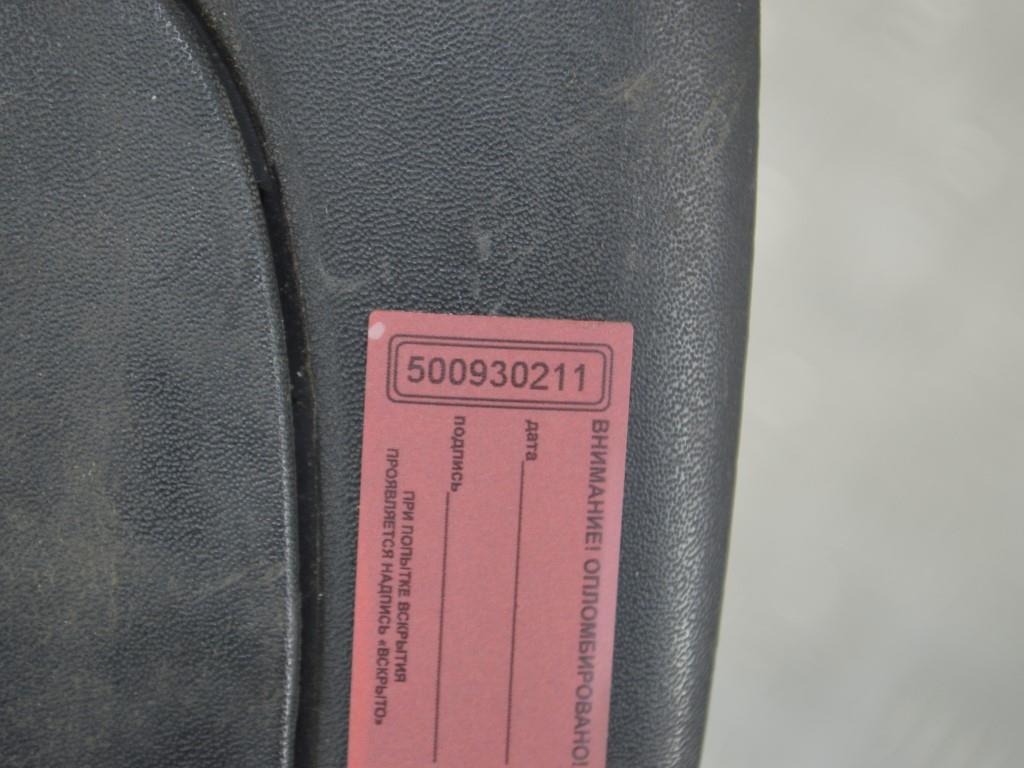 500930211
ВНИМАНИЕ! ОПЛОМБИРОВАНО!
дата
подпись
ПРИ ПОПЫТКЕ ВСКРЫТИЯ
ПРОЯВЛЯЕТСЯ НАДПИСЬ «ВСКРЫТО»